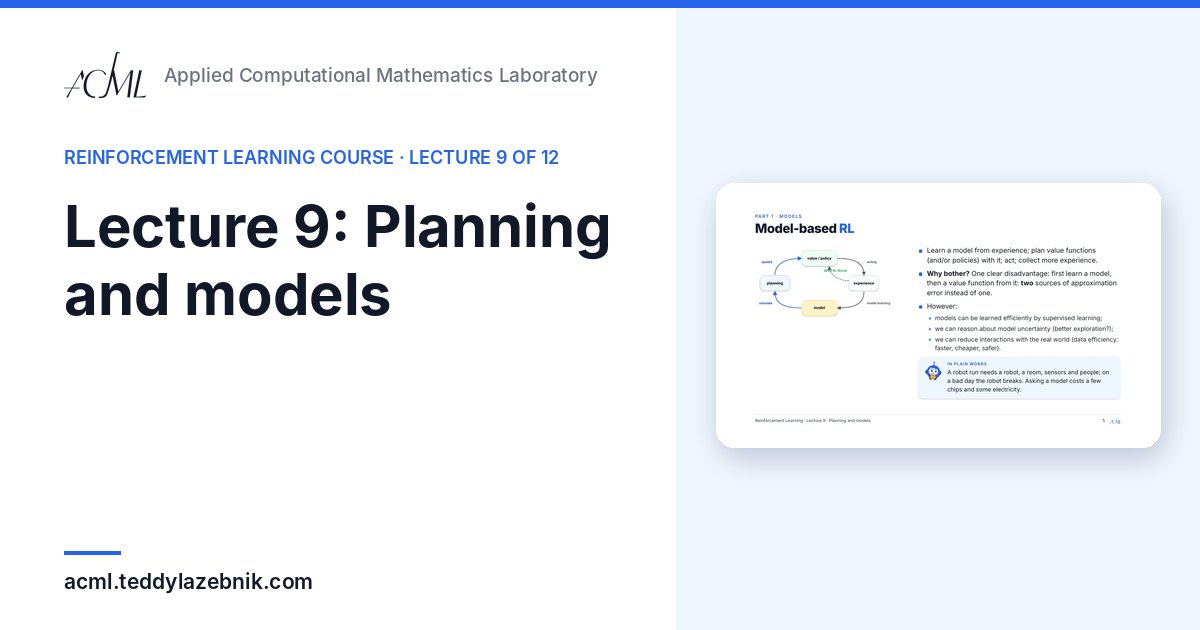 ACML
Applied Computational Mathematics Laboratory
REINFORCEMENT LEARNING COURSE · LECTURE 9 OF 12
Lecture 9: Planning
and models
acml.teddylazebnik.com
PART 1 · MODELS
Model-based RL
value / policy
update
acting
planning
experience
simulate
model learning
model
Learn a model from experience; plan value functions
(and/or policies) with it; act; collect more experience.
Why bother? One clear disadvantage: first learn a model,
then a value function from it: two sources of approximation
error instead of one.
However:
models can be learned efficiently by supervised learning;
we can reason about model uncertainty (better exploration?);
we can reduce interactions with the real world (data efficiency:
faster, cheaper, safer).
IN PLAIN WORDS
A robot run needs a robot, a room, sensors and people; on
a bad day the robot breaks. Asking a model costs a few
chips and some electricity.
Reinforcement Learning · Lecture 9 · Planning and models